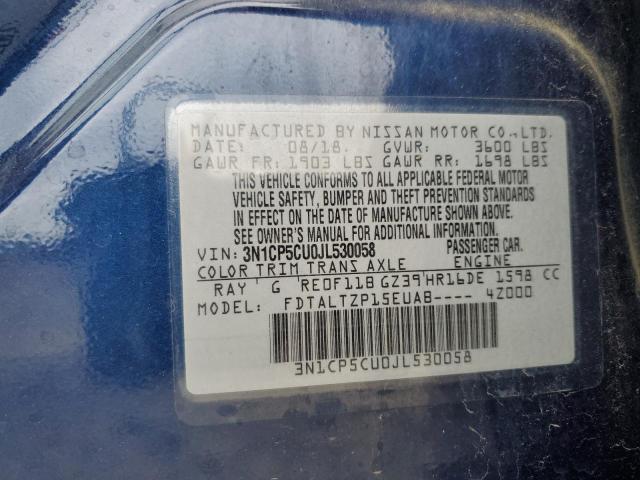 MANUFACTURED BY NISSAN MOTOR CO.,LTD.
DATE: 08/18. GVWR: 3600 LBS
GAWR FR: 1903 LBS GAWR RR: 1698 LBS
THIS VEHICLE CONFORMS TO ALL APPLICABLE FEDERAL MOTOR
VEHICLE SAFETY, BUMPER AND THEFT PREVENTION STANDARDS
IN EFFECT ON THE DATE OF MANUFACTURE SHOWN ABOVE.
SEE OWNER'S MANUAL FOR ADDITIONAL INFORMATION.
VIN: 3N1CP5CU0JL530058 PASSENGER CAR.
COLOR TRIM TRANS AXLE ENGINE
RAY G RE0F11B GZ39 HR16DE 1598 CC
MODEL: FDTALTZP15EUAB---- 4Z000
3N1CP5CU0JL530058